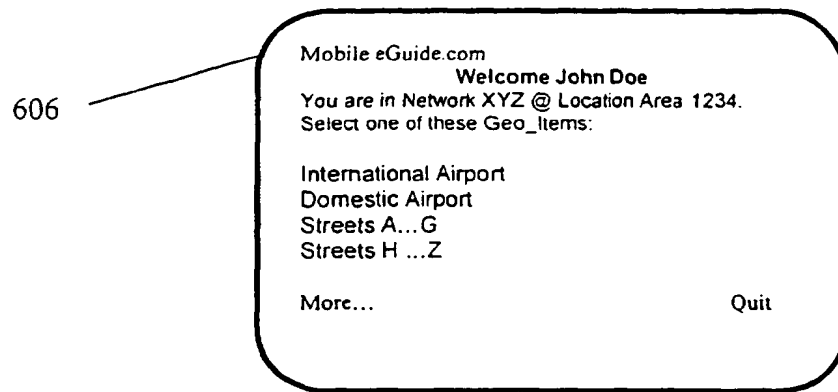 606
Mobile eGuide.com
Welcome John Doe
You are in Network XYZ @ Location Area 1234.
Select one of these Geo_Items:
International Airport
Domestic Airport
Streets A...G
Streets H ...Z
More... Quit